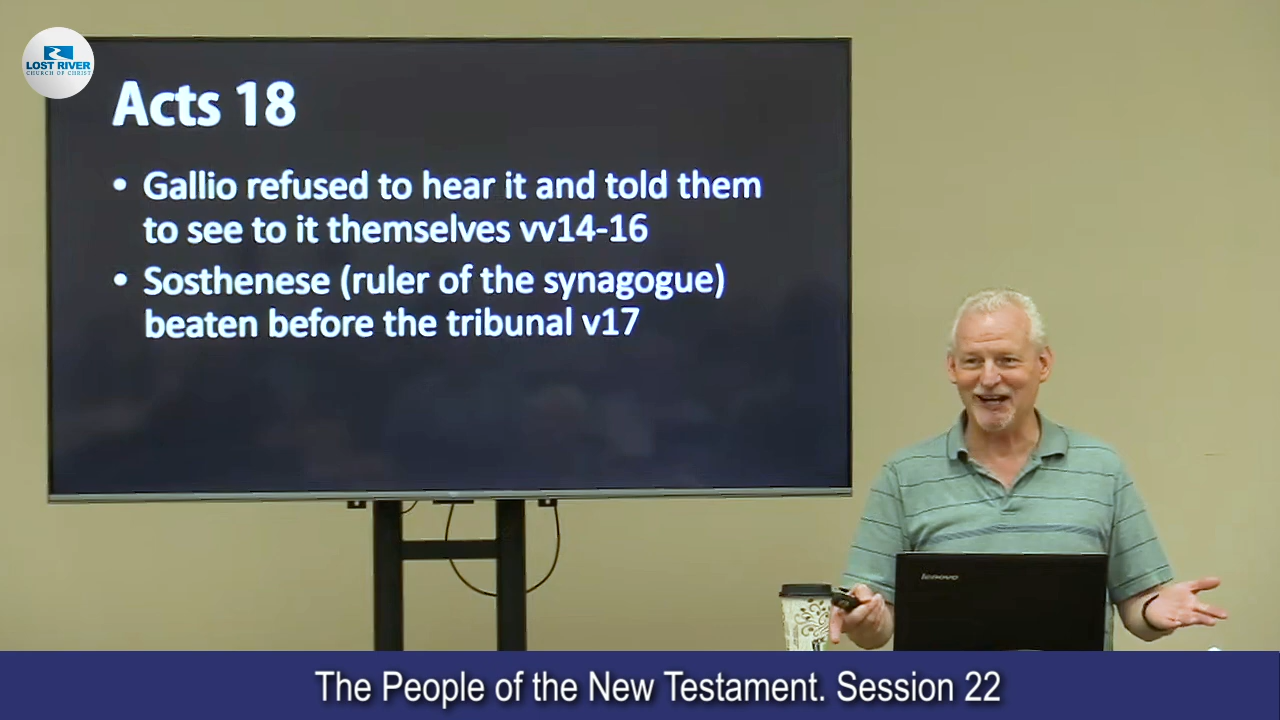 LOST RIVER
CHURCH OF CHRIST
Acts 18
• Gallio refused to hear it and told them
to see to it themselves vv14-16
• Sosthenese (ruler of the synagogue)
beaten before the tribunal v17
lenovo
The People of the New Testament. Session 22